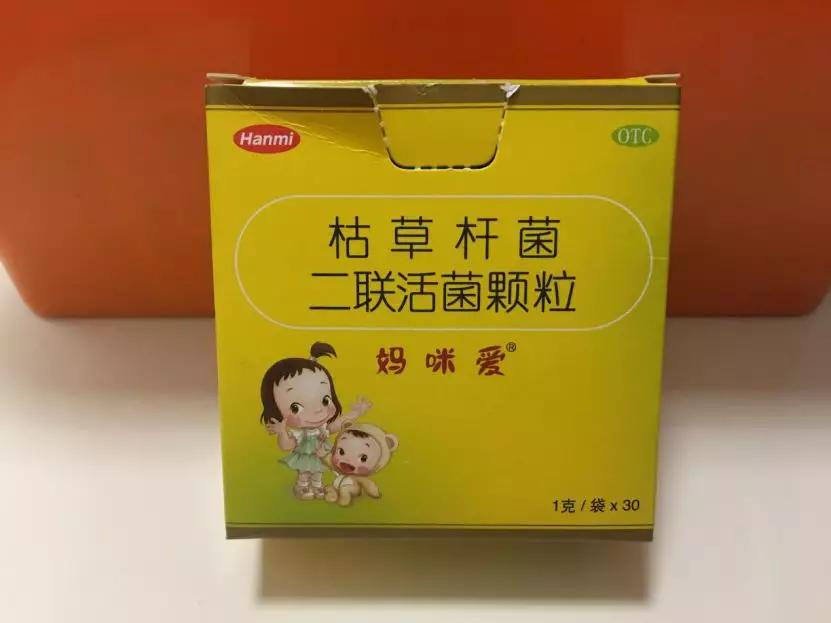 Hanmi
OTC
枯草杆菌
二联活菌颗粒
妈咪爱®
1克/袋 x 30